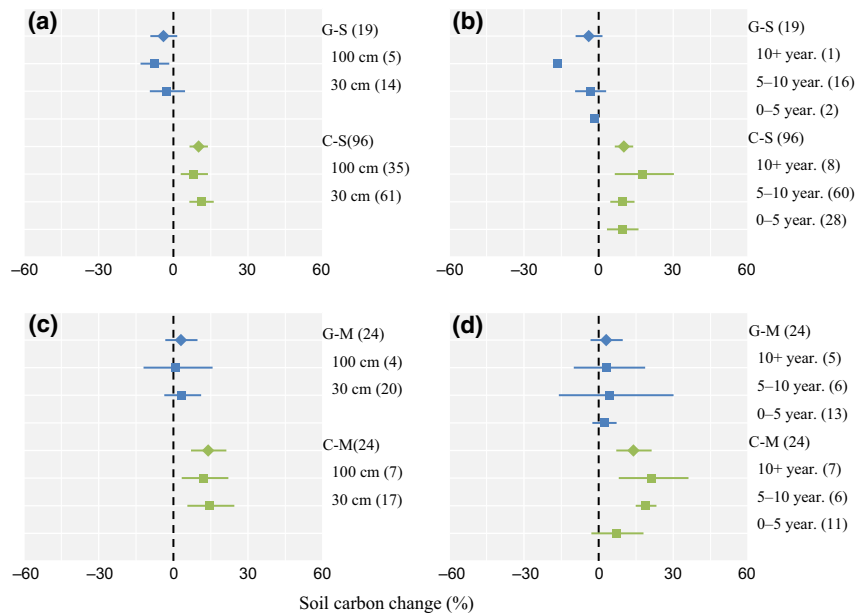 (a)
G-S (19)
100 cm (5)
30 cm (14)
C-S(96)
100 cm (35)
30 cm (61)
–60 –30 0 30 60
(b)
G-S (19)
10+ year. (1)
5–10 year. (16)
0–5 year. (2)
C-S (96)
10+ year. (8)
5–10 year. (60)
0–5 year. (28)
–60 –30 0 30 60
(c)
G-M (24)
100 cm (4)
30 cm (20)
C-M(24)
100 cm (7)
30 cm (17)
–60 –30 0 30 60
(d)
G-M (24)
10+ year. (5)
5–10 year. (6)
0–5 year. (13)
C-M (24)
10+ year. (7)
5–10 year. (6)
0–5 year. (11)
–60 –30 0 30 60
Soil carbon change (%)